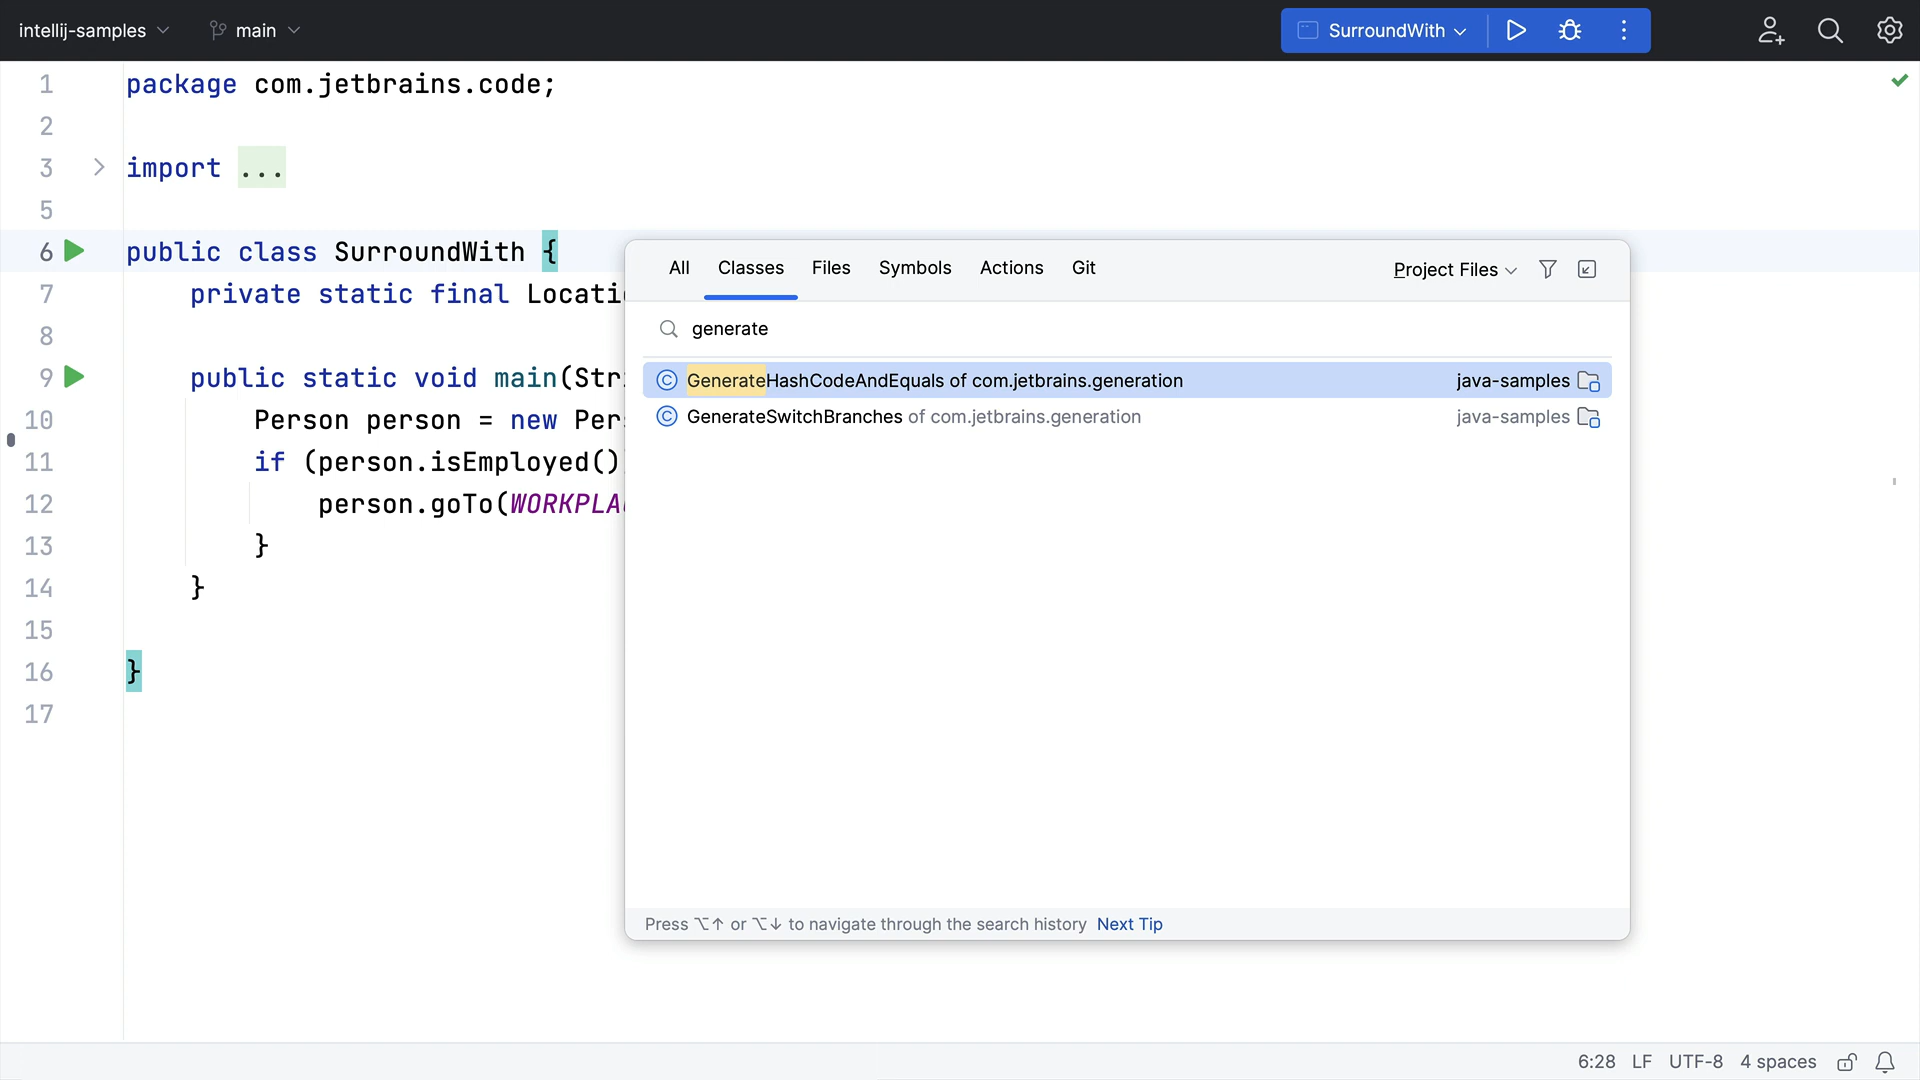 intellij-samples main SurroundWith
1 package com.jetbrains.code;
2
3 import ...
5
6 public class SurroundWith {
7 private static final Locati
8
9 public static void main(Str
10 Person person = new Per
11 if (person.isEmployed()
12 person.goTo(WORKPLA
13 }
14 }
15
16 }
17
All Classes Files Symbols Actions Git Project Files
generate
GenerateHashCodeAndEquals of com.jetbrains.generation java-samples
GenerateSwitchBranches of com.jetbrains.generation java-samples
Press ⌥↑ or ⌥↓ to navigate through the search history Next Tip
6:28 LF UTF-8 4 spaces